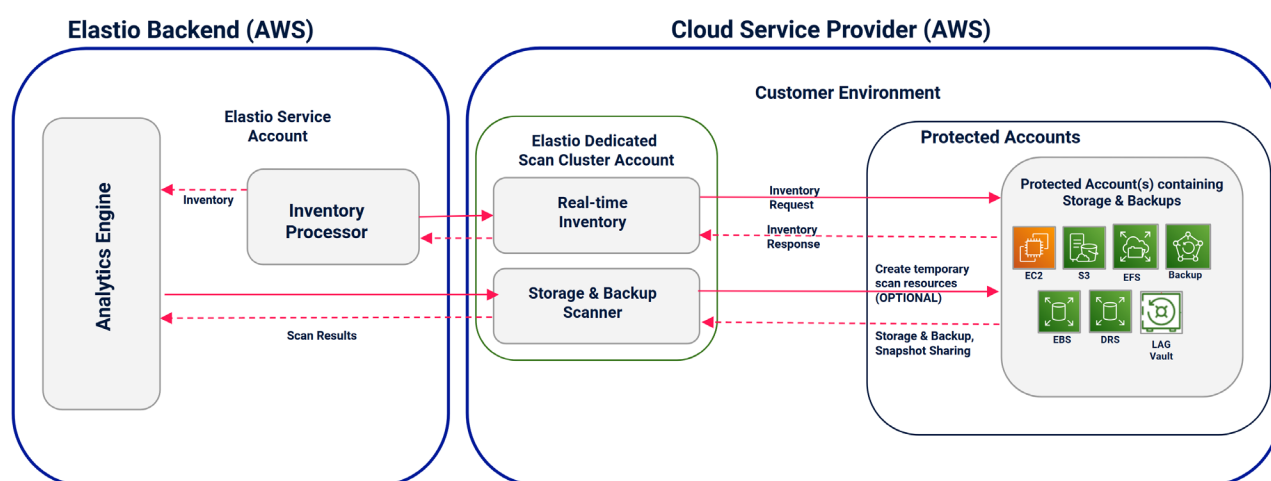 Elastio Backend (AWS)
Cloud Service Provider (AWS)
Customer Environment
Elastio Service
Account
Analytics Engine
Inventory
Inventory
Processor
Scan Results
Elastio Dedicated
Scan Cluster Account
Real-time
Inventory
Storage & Backup
Scanner
Inventory
Request
Inventory
Response
Create temporary
scan resources
(OPTIONAL)
Storage & Backup,
Snapshot Sharing
Protected Accounts
Protected Account(s) containing
Storage & Backups
EC2
S3
EFS
Backup
EBS
DRS
LAG
Vault